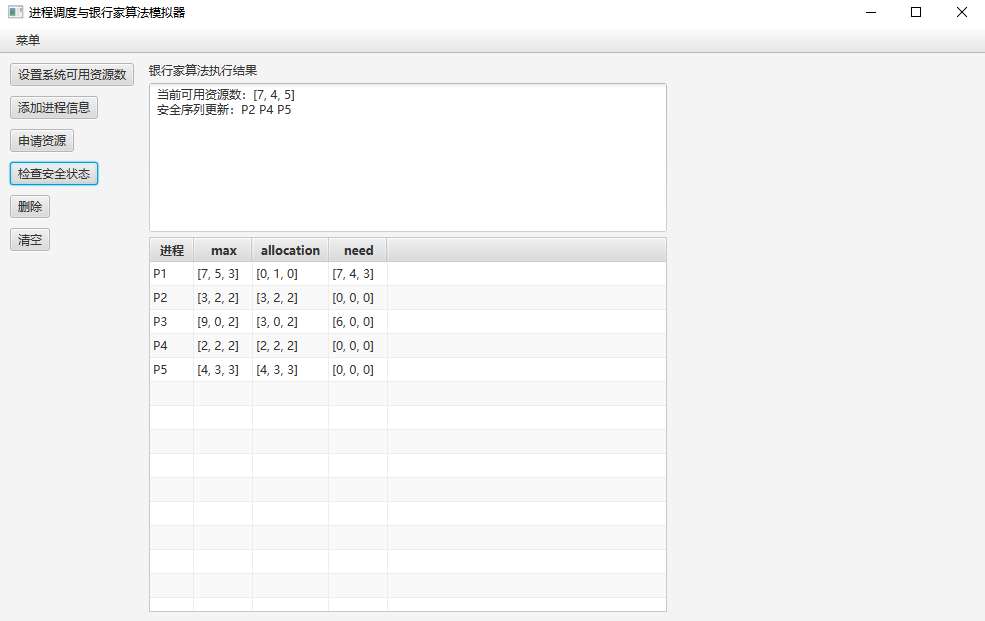 进程调度与银行家算法模拟器
菜单
设置系统可用资源数
添加进程信息
申请资源
检查安全状态
删除
清空
银行家算法执行结果
当前可用资源数：[7, 4, 5]
安全序列更新：P2 P4 P5
进程 max allocation need
P1 [7, 5, 3] [0, 1, 0] [7, 4, 3]
P2 [3, 2, 2] [3, 2, 2] [0, 0, 0]
P3 [9, 0, 2] [3, 0, 2] [6, 0, 0]
P4 [2, 2, 2] [2, 2, 2] [0, 0, 0]
P5 [4, 3, 3] [4, 3, 3] [0, 0, 0]